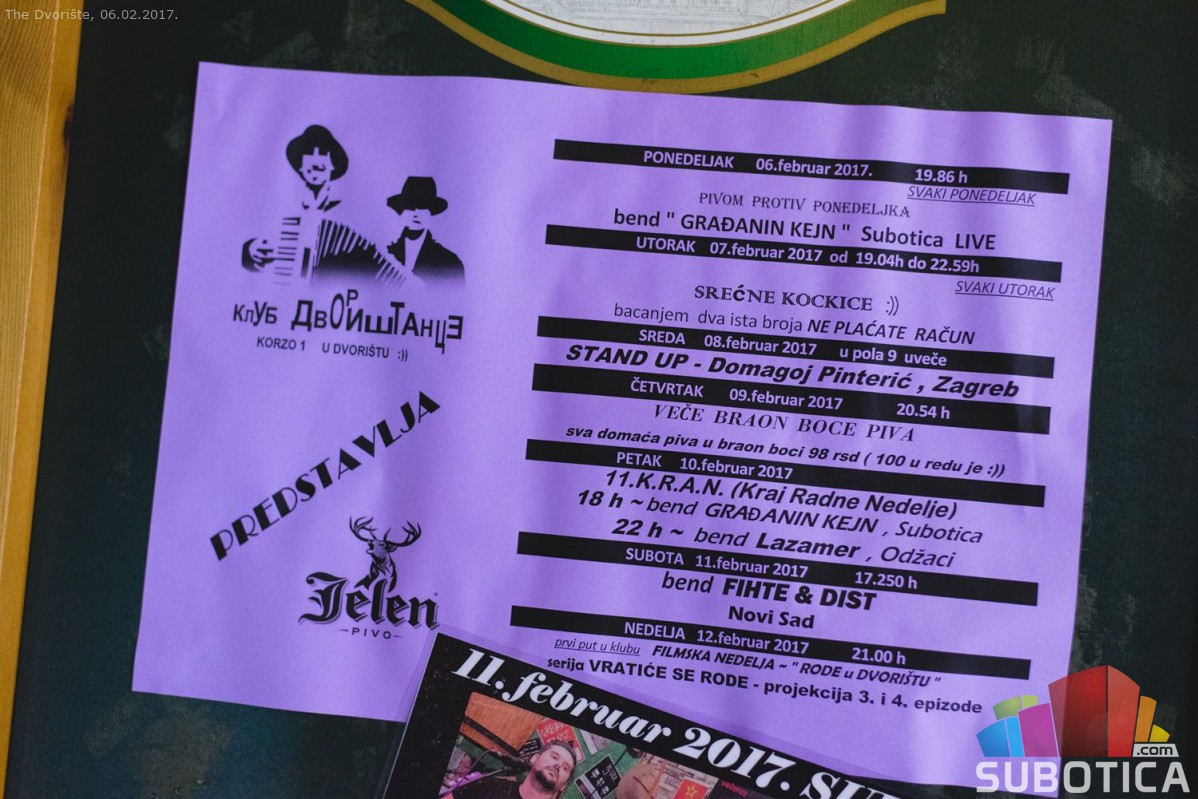 The Dvorište, 06.02.2017.
КлУБ ДвОРишТАнцЕ
KORZO 1 U DVORIŠTU :))
PREDSTAVLJA
Jelen
PIVO
PONEDELJAK 06.februar 2017. 19.86 h
SVAKI PONEDELJAK
PIVOM PROTIV PONEDELJKA
bend " GRAĐANIN KEJN " Subotica LIVE
UTORAK 07.februar 2017 od 19.04h do 22.59h
SVAKI UTORAK
SREćNE KOCKICE :))
bacanjem dva ista broja NE PLAĆATE RAČUN
SREDA 08.februar 2017 u pola 9 uveče
STAND UP - Domagoj Pinterić , Zagreb
ČETVRTAK 09.februar 2017 20.54 h
VEČE BRAON BOCE PIVA
sva domaća piva u braon boci 98 rsd ( 100 u redu je :))
PETAK 10.februar 2017
11.K.R.A.N. (Kraj Radne Nedelje)
18 h ~ bend GRAĐANIN KEJN , Subotica
22 h ~ bend Lazamer , Odžaci
SUBOTA 11.februar 2017 17.250 h
bend FIHTE & DIST
Novi Sad
NEDELJA 12.februar 2017 21.00 h
prvi put u klubu FILMSKA NEDELJA ~ " RODE u DVORIŠTU "
serija VRATIĆE SE RODE - projekcija 3. i 4. epizode
11. februar 2017.
SUBOTICA
.com